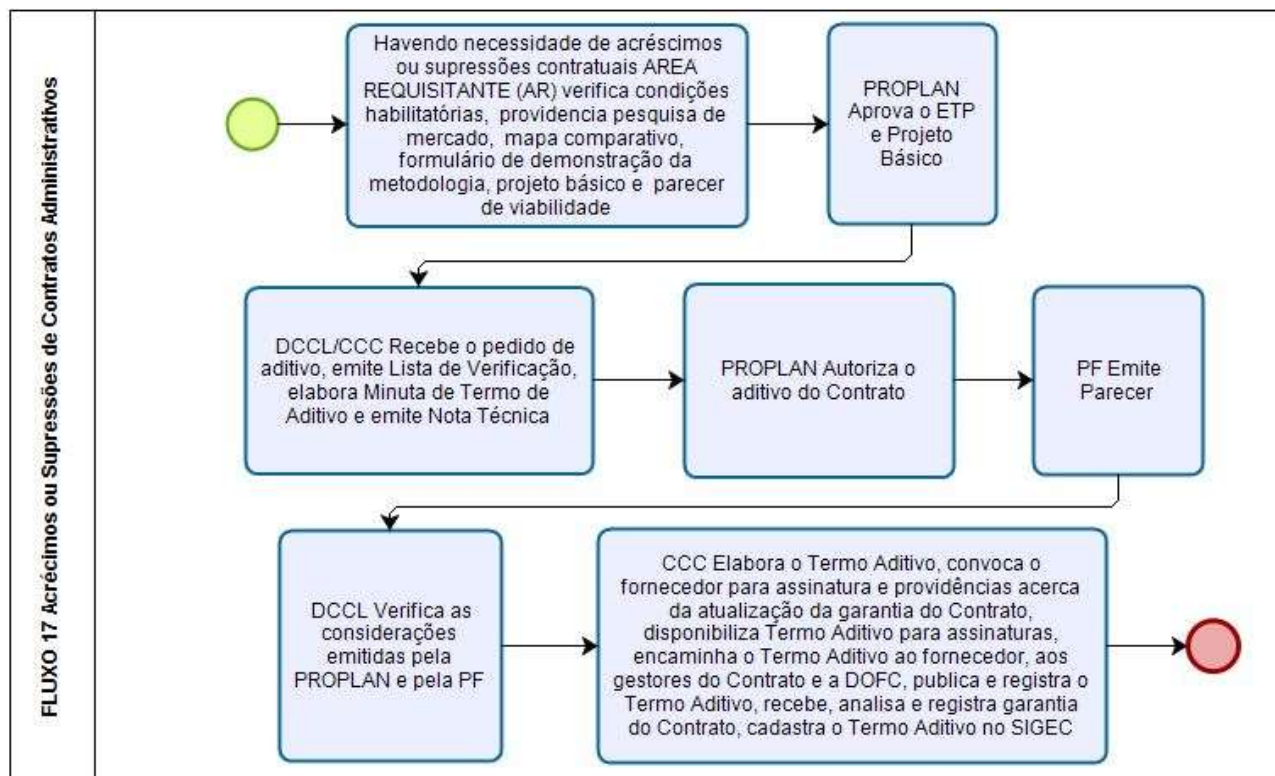 FLUXO 17 Acrécimos ou Supressões de Contratos Administrativos
Havendo necessidade de acréscimos
ou supressões contratuais AREA
REQUISITANTE (AR) verifica condições
habilitatórias, providencia pesquisa de
mercado, mapa comparativo,
formulário de demonstração da
metodologia, projeto básico e parecer
de viabilidade
PROPLAN
Aprova o ETP
e Projeto
Básico
DCCL/CCC Recebe o pedido de
aditivo, emite Lista de Verificação,
elabora Minuta de Termo de
Aditivo e emite Nota Técnica
PROPLAN Autoriza o
aditivo do Contrato
PF Emite
Parecer
DCCL Verifica as
considerações
emitidas pela
PROPLAN e pela PF
CCC Elabora o Termo Aditivo, convoca o
fornecedor para assinatura e providências acerca
da atualização da garantia do Contrato,
disponibiliza Termo Aditivo para assinaturas,
encaminha o Termo Aditivo ao fornecedor, aos
gestores do Contrato e a DOFC, publica e registra o
Termo Aditivo, recebe, analisa e registra garantia
do Contrato, cadastra o Termo Aditivo no SIGEC